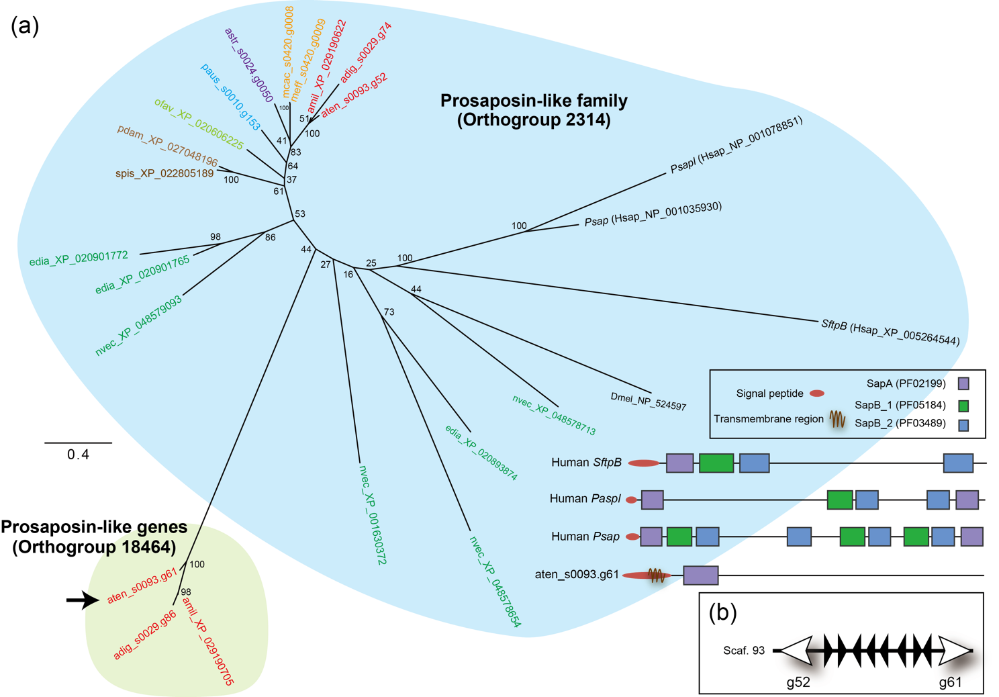 (a)
astr_s0024.g0050
mcac_s0420.g0008
meff_s0420.g0009
amil_XP_029190622
adig_s0029.g74
aten_s0093.g52
paus_s0010.g153
ofav_XP_020606225
pdam_XP_027048196
spis_XP_022805189
100
51
100
41
83
64
37
100
61
53
Prosaposin-like family
(Orthogroup 2314)
Psapl (Hsap_NP_001078851)
Psap (Hsap_NP_001035930)
100
98
86
44
27
16
25
100
44
73
edia_XP_020901772
edia_XP_020901765
nvec_XP_048579093
SftpB (Hsap_XP_005264544)
Dmel_NP_524597
nvec_XP_048578713
edia_XP_020893874
nvec_XP_001630372
nvec_XP_048578654
0.4
Signal peptide
Transmembrane region
SapA (PF02199)
SapB_1 (PF05184)
SapB_2 (PF03489)
Human SftpB
Human Paspl
Human Psap
aten_s0093.g61
Prosaposin-like genes
(Orthogroup 18464)
100
98
aten_s0093.g61
adig_s0029.g86
amil_XP_029190705
(b)
Scaf. 93
g52
g61